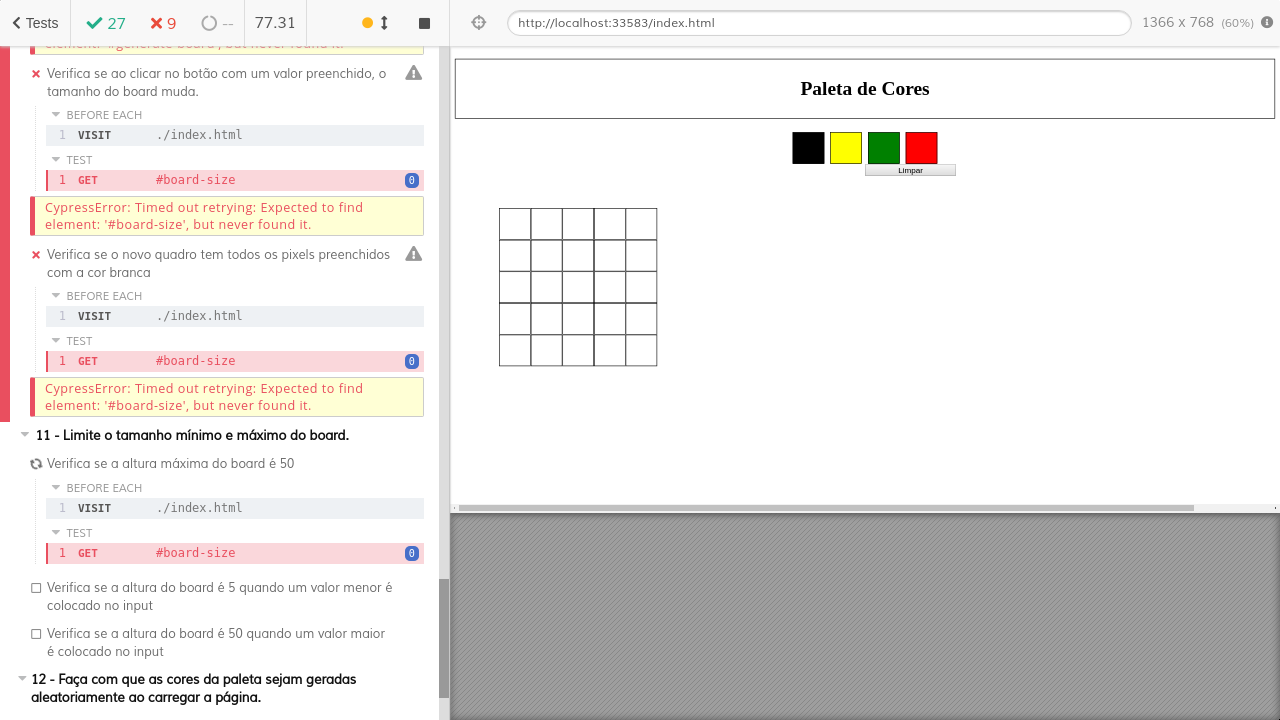 Tests 27 9 -- 77.31
http://localhost:33583/index.html 1366 x 768 (60%)
element: '#generate-board', but never found it.
Verifica se ao clicar no botão com um valor preenchido, o
tamanho do board muda.
BEFORE EACH
1 VISIT ./index.html
TEST
1 GET #board-size 0
CypressError: Timed out retrying: Expected to find
element: '#board-size', but never found it.
Verifica se o novo quadro tem todos os pixels preenchidos
com a cor branca
BEFORE EACH
1 VISIT ./index.html
TEST
1 GET #board-size 0
CypressError: Timed out retrying: Expected to find
element: '#board-size', but never found it.
11 - Limite o tamanho mínimo e máximo do board.
Verifica se a altura máxima do board é 50
BEFORE EACH
1 VISIT ./index.html
TEST
1 GET #board-size 0
Verifica se a altura do board é 5 quando um valor menor é
colocado no input
Verifica se a altura do board é 50 quando um valor maior
é colocado no input
12 - Faça com que as cores da paleta sejam geradas
aleatoriamente ao carregar a página.
Paleta de Cores
Limpar